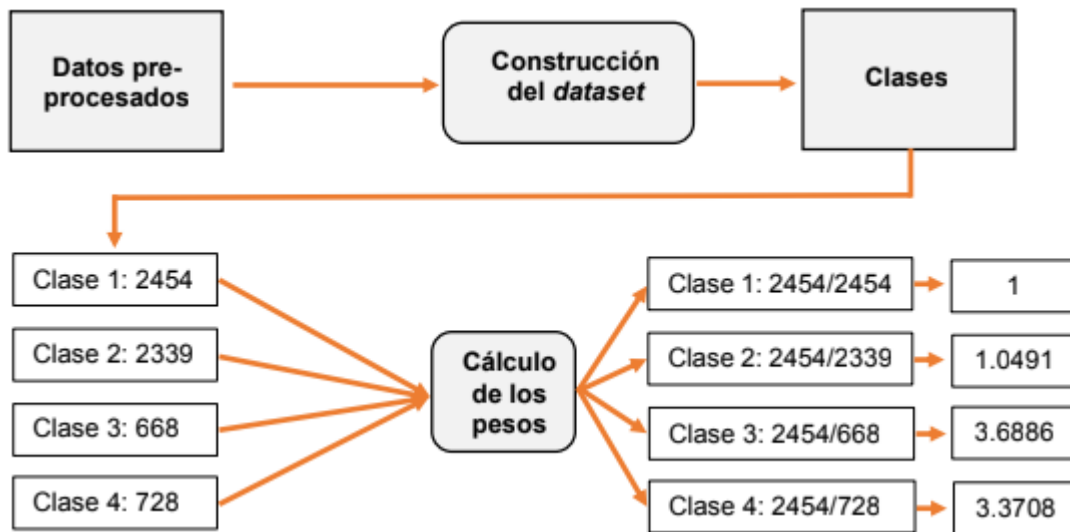 Datos pre-
procesados
Construcción
del dataset
Clases
Clase 1: 2454
Clase 2: 2339
Clase 3: 668
Clase 4: 728
Cálculo
de los
pesos
Clase 1: 2454/2454
1
Clase 2: 2454/2339
1.0491
Clase 3: 2454/668
3.6886
Clase 4: 2454/728
3.3708